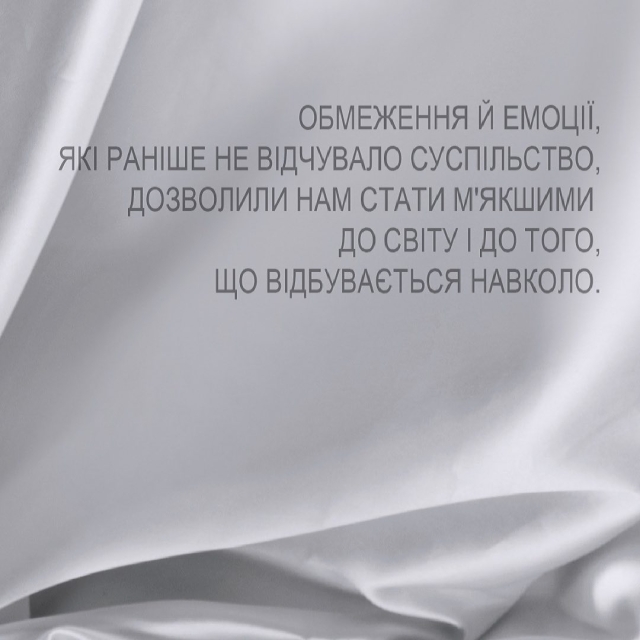 ОБМЕЖЕННЯ Й ЕМОЦІЇ,
ЯКІ РАНІШЕ НЕ ВІДЧУВАЛО СУСПІЛЬСТВО,
ДОЗВОЛИЛИ НАМ СТАТИ М'ЯКШИМИ
ДО СВІТУ І ДО ТОГО,
ЩО ВІДБУВАЄТЬСЯ НАВКОЛО.